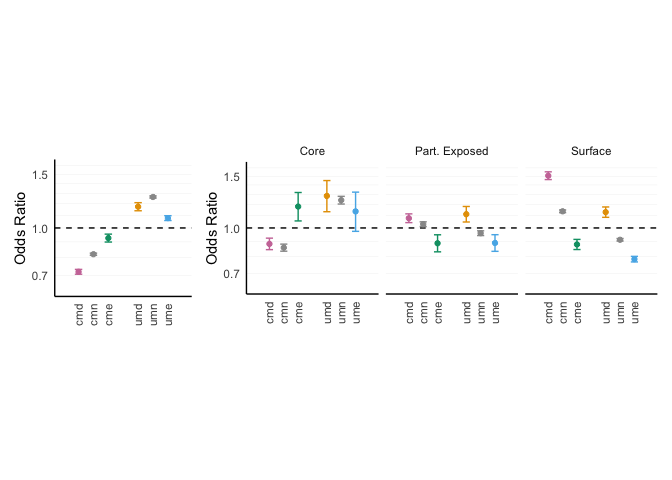 Odds Ratio
1.5
1.0
0.7
cmd
cmn
cme
umd
umn
ume
Odds Ratio
1.5
1.0
0.7
Core
Part. Exposed
Surface
cmd
cmn
cme
umd
umn
ume
cmd
cmn
cme
umd
umn
ume
cmd
cmn
cme
umd
umn
ume